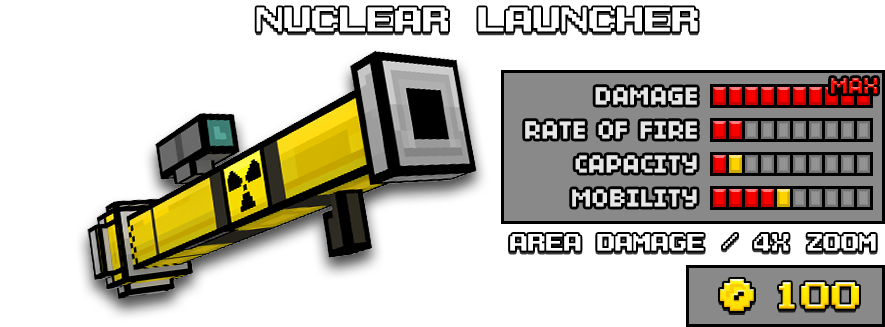 NUCLEAR LAUNCHER
DAMAGE MAX
RATE OF FIRE
CAPACITY
MOBILITY
AREA DAMAGE / 4X ZOOM
100